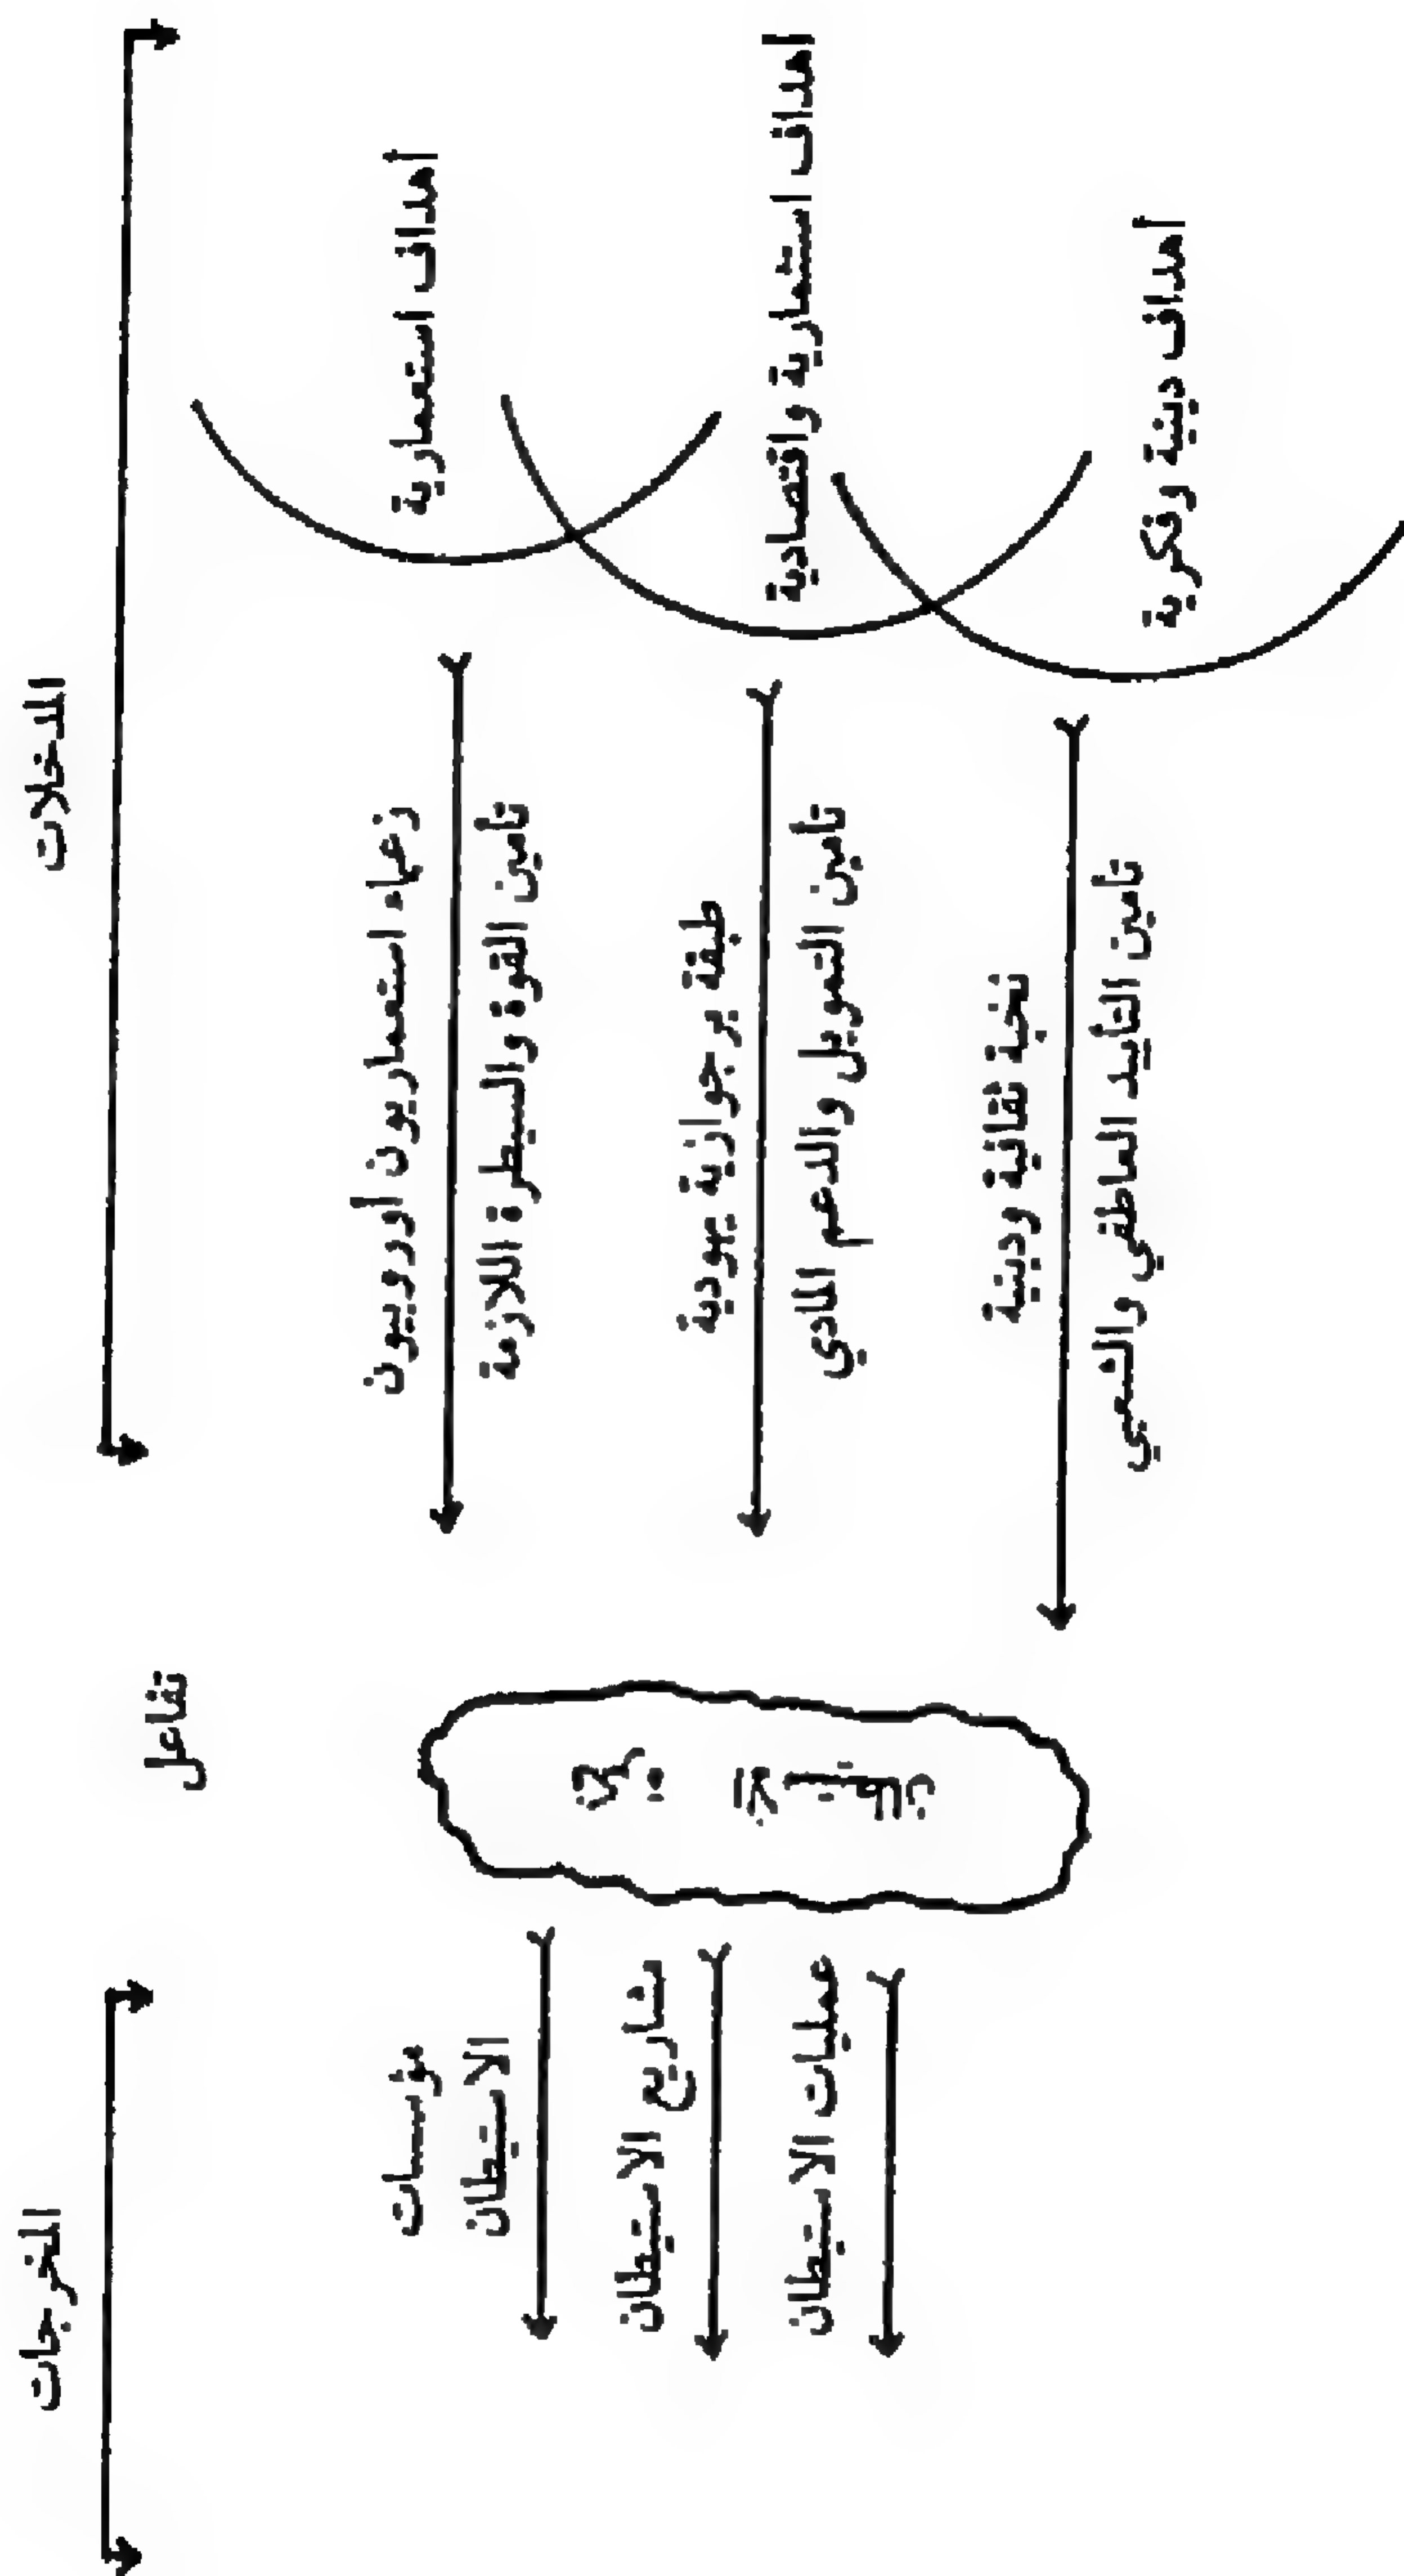 المدخلات
تفاعل
المخرجات
أهداف استعمارية
زعماء استعماريون أوروبيون
تأمين القوة والسيطرة اللازمة
أهداف استثمارية واقتصادية
طبقة برجوازية يهودية
تأمين التمويل والدعم المادي
أهداف دينية وفكرية
نخبة ثقافية ودينية
تأمين التأييد العاطفي والشعبي
مؤسسات
الاستيطان
مشاريع الاستيطان
عمليات الاستيطان